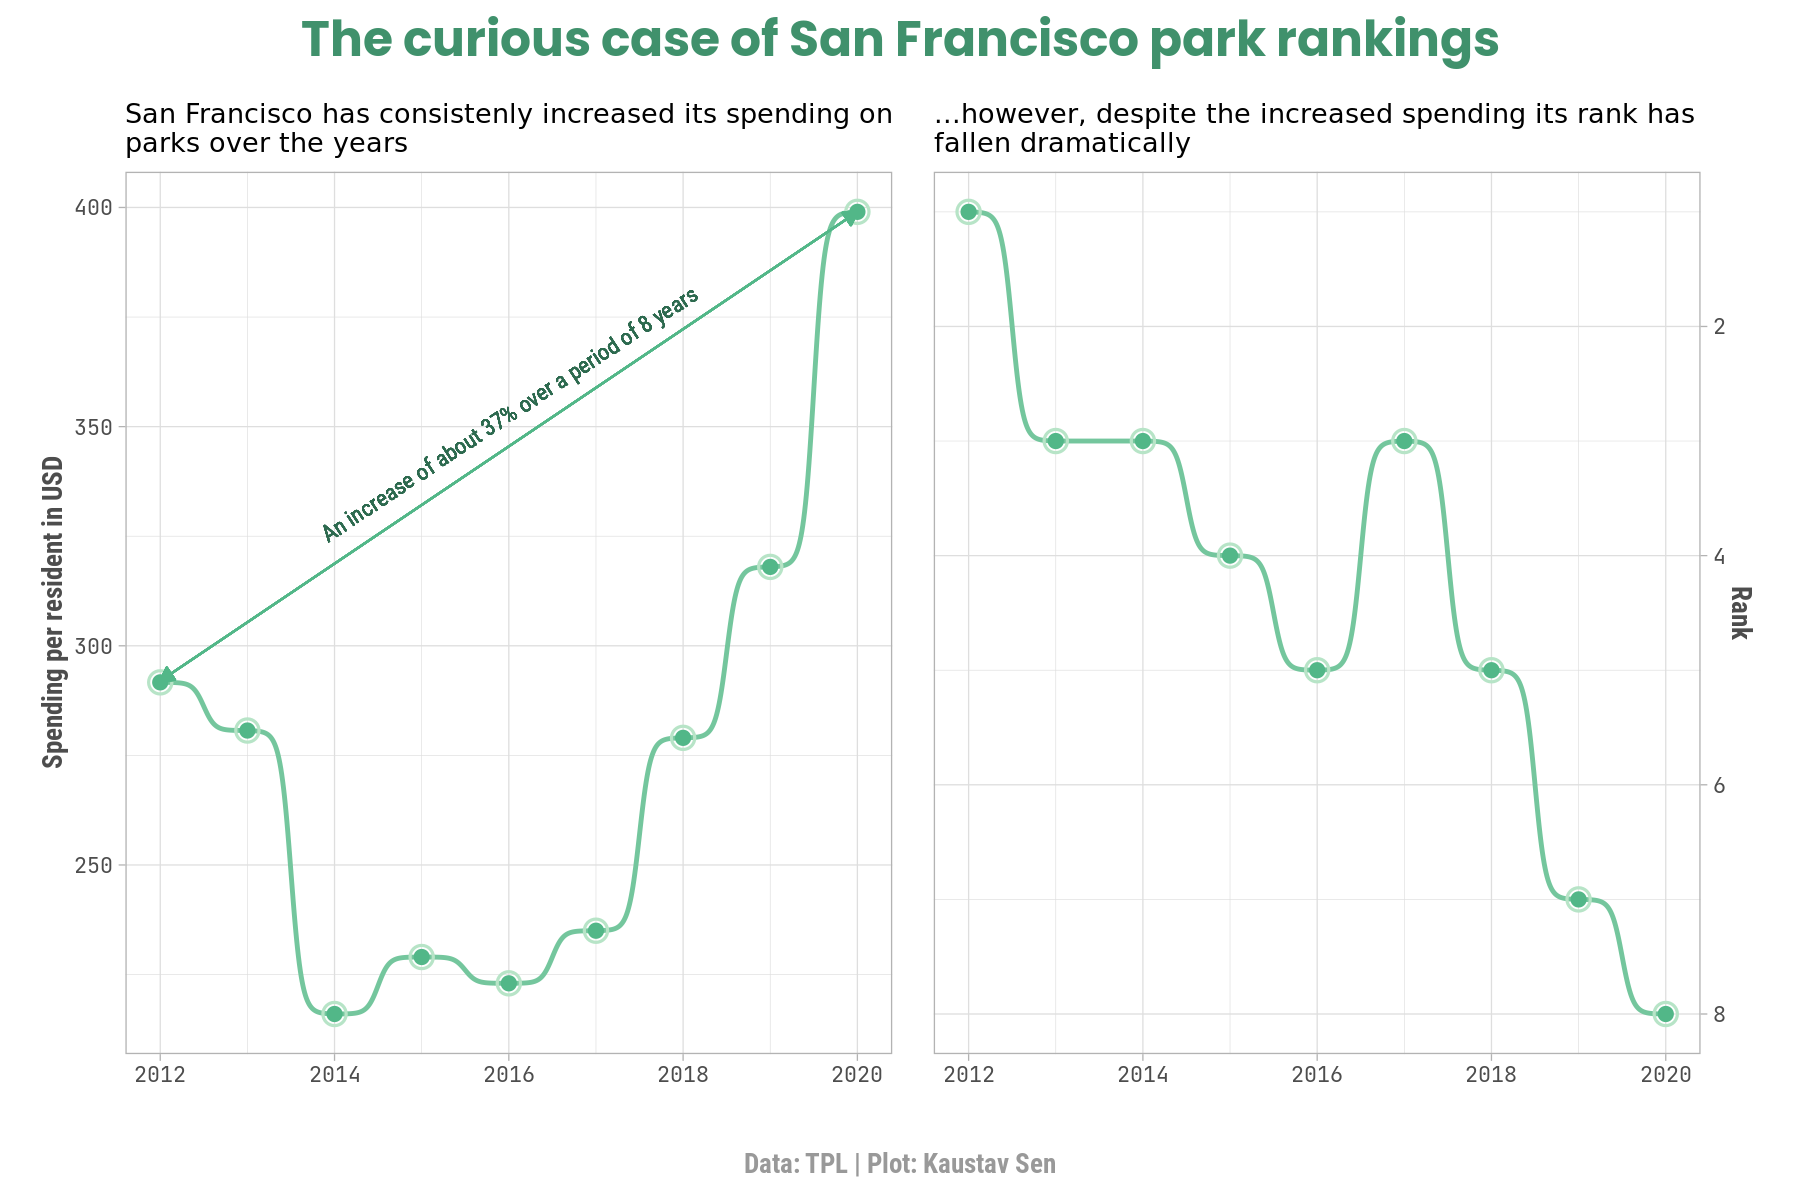 The curious case of San Francisco park rankings
San Francisco has consistenly increased its spending on
parks over the years
Spending per resident in USD
400
350
300
250
An increase of about 37% over a period of 8 years
2012
2014
2016
2018
2020
...however, despite the increased spending its rank has
fallen dramatically
2
4
6
8
Rank
2012
2014
2016
2018
2020
Data: TPL | Plot: Kaustav Sen